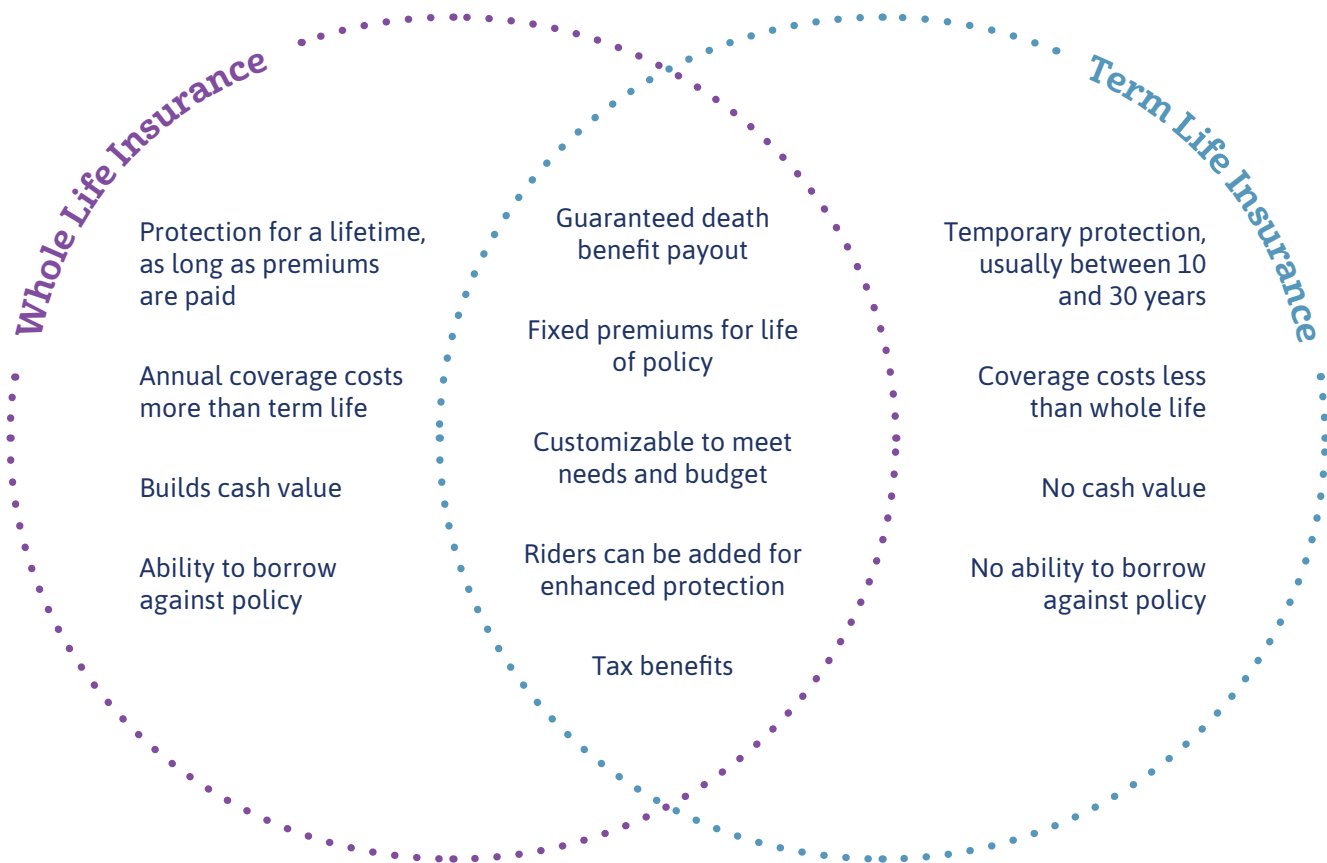 Whole Life Insurance
Protection for a lifetime,
as long as premiums
are paid
Annual coverage costs
more than term life
Builds cash value
Ability to borrow
against policy
Guaranteed death
benefit payout
Fixed premiums for life
of policy
Customizable to meet
needs and budget
Riders can be added for
enhanced protection
Tax benefits
Term Life Insurance
Temporary protection,
usually between 10
and 30 years
Coverage costs less
than whole life
No cash value
No ability to borrow
against policy